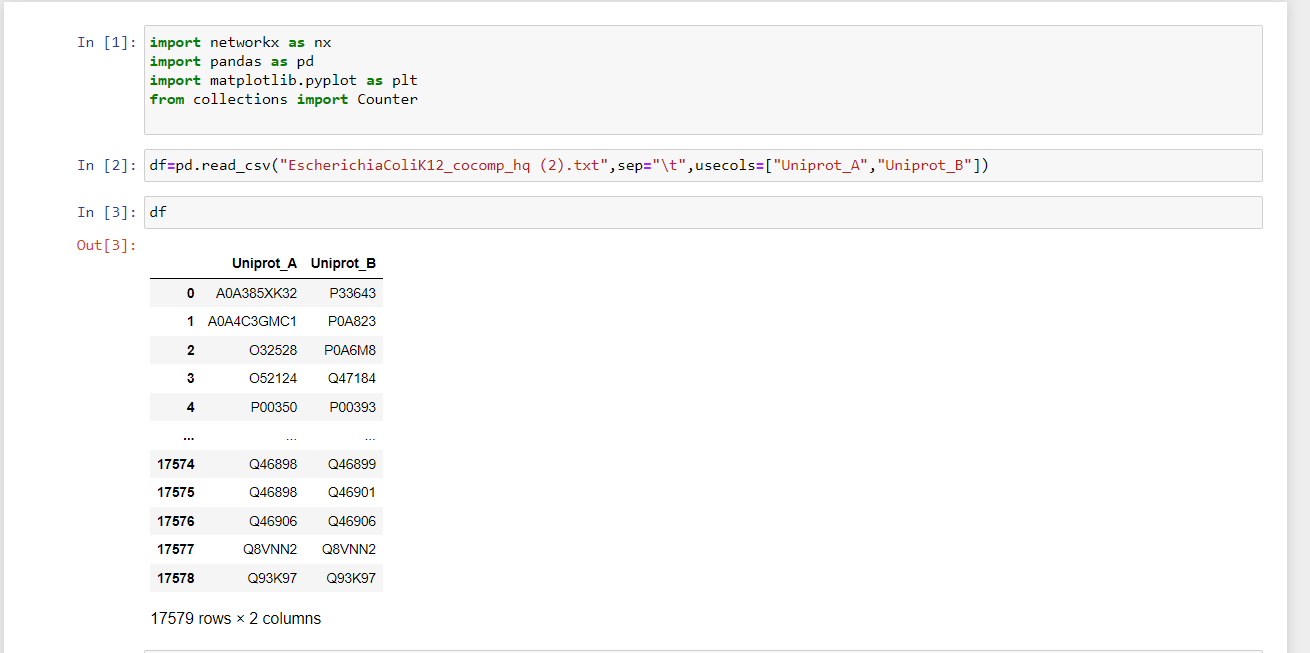 In [1]: import networkx as nx
import pandas as pd
import matplotlib.pyplot as plt
from collections import Counter
In [2]: df=pd.read_csv("EscherichiaColiK12_cocomp_hq (2).txt",sep="\t",usecols=["Uniprot_A","Uniprot_B"])
In [3]: df
Out[3]:
Uniprot_A Uniprot_B
0 A0A385XK32 P33643
1 A0A4C3GMC1 P0A823
2 O32528 P0A6M8
3 O52124 Q47184
4 P00350 P00393
... ... ...
17574 Q46898 Q46899
17575 Q46898 Q46901
17576 Q46906 Q46906
17577 Q8VNN2 Q8VNN2
17578 Q93K97 Q93K97
17579 rows × 2 columns